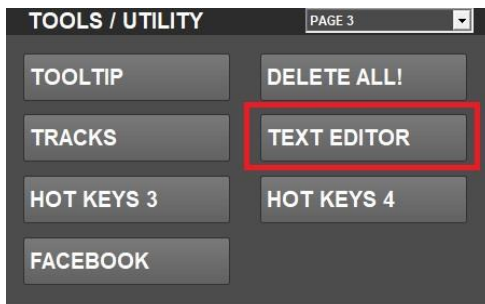 TOOLS / UTILITY PAGE 3
TOOLTIP DELETE ALL!
TRACKS TEXT EDITOR
HOT KEYS 3 HOT KEYS 4
FACEBOOK